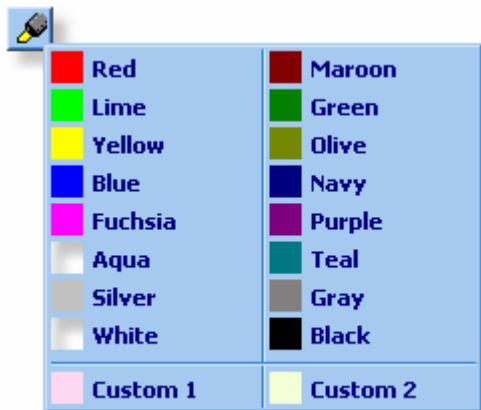 Red Maroon
Lime Green
Yellow Olive
Blue Navy
Fuchsia Purple
Aqua Teal
Silver Gray
White Black
Custom 1 Custom 2